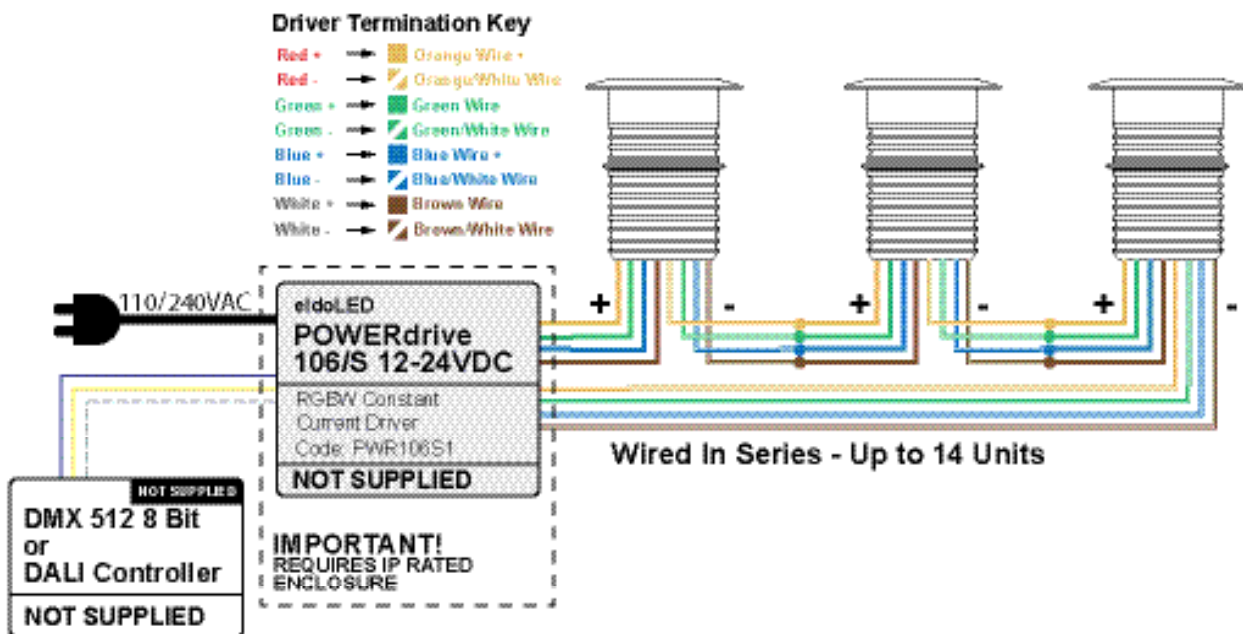 Driver Termination Key
Red + Orange Wire +
Red - Orange/White Wire
Green + Green Wire
Green - Green/White Wire
Blue + Blue Wire +
Blue - Blue/White Wire
White + Brown Wire
White - Brown/White Wire
110/240VAC
eldoLED
POWERdrive
106/S 12-24VDC
RGBW Constant
Current Driver
Code: PWR106S1
NOT SUPPLIED
+ - + - + -
Wired In Series - Up to 14 Units
NOT SUPPLIED
DMX 512 8 Bit
or
DALI Controller
NOT SUPPLIED
IMPORTANT!
REQUIRES IP RATED
ENCLOSURE